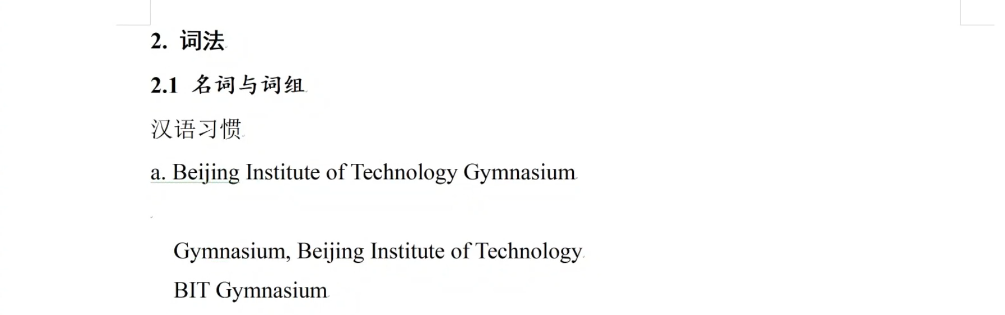 2. 词法
2.1 名词与词组
汉语习惯
a. Beijing Institute of Technology Gymnasium
Gymnasium, Beijing Institute of Technology
BIT Gymnasium